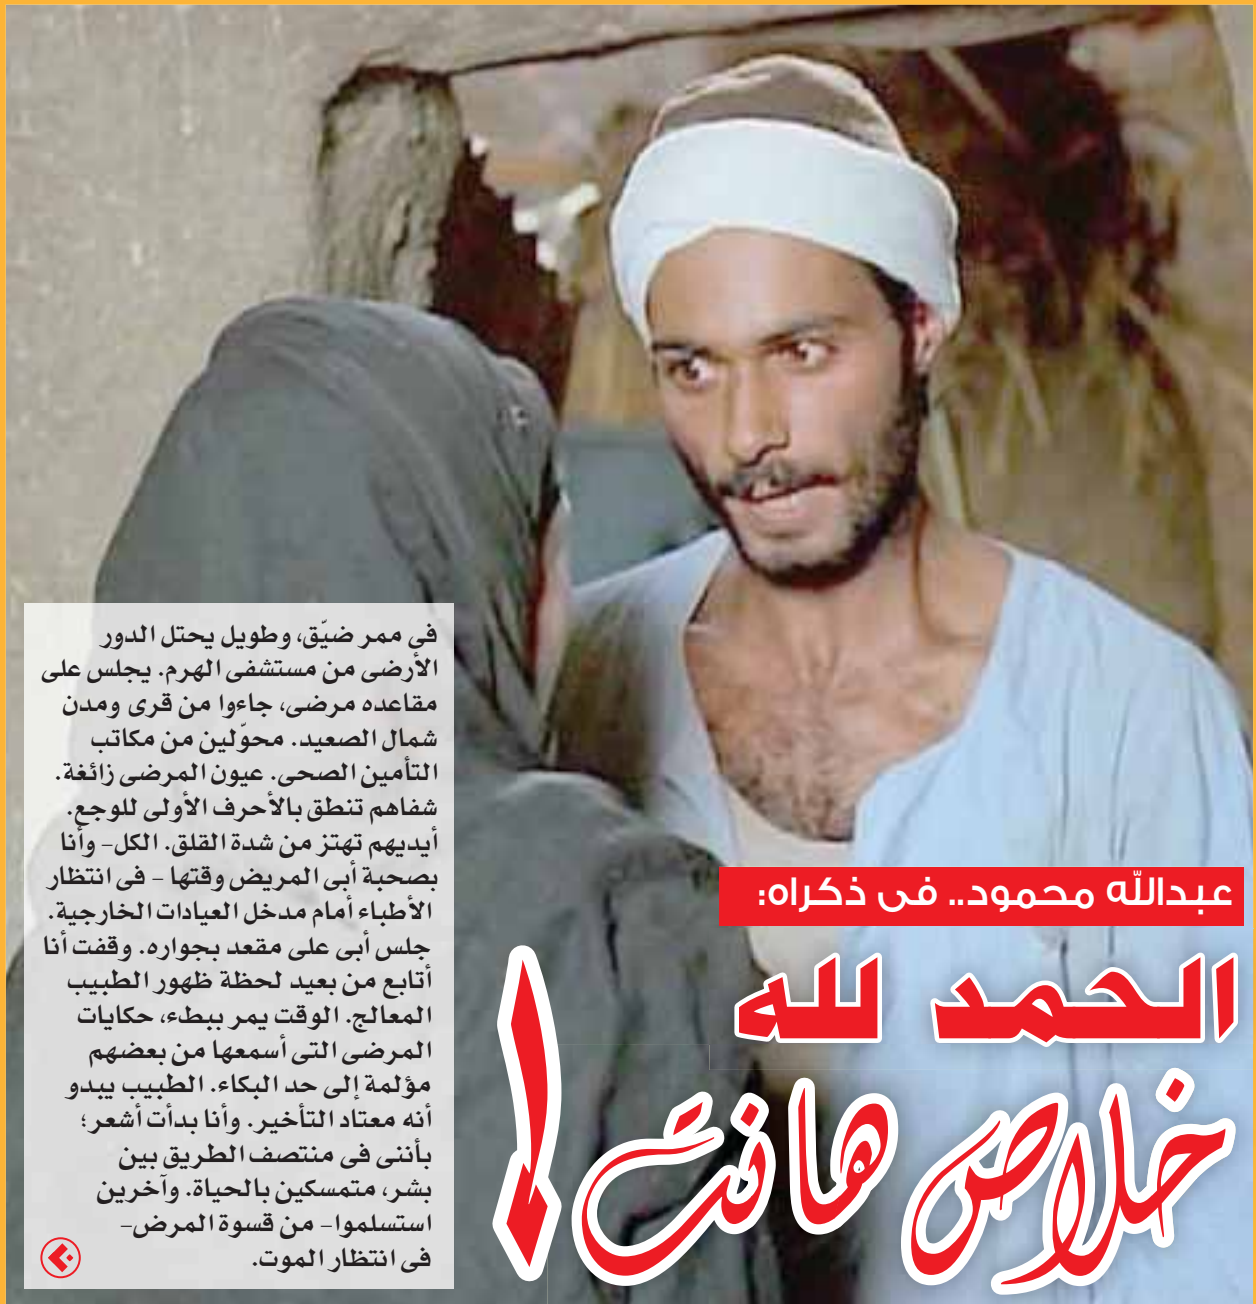 عبدالله محمود.. فى ذكراه:
الحمد لله
خلاص هانت!
فى ممر ضيّق، وطويل يحتل الدور
الأرضى من مستشفى الهرم. يجلس على
مقاعده مرضى، جاءوا من قرى ومدن
شمال الصعيد. محوّلين من مكاتب
التأمين الصحى. عيون المرضى زائغة.
شفاهم تنطق بالأحرف الأولى للوجع.
أيديهم تهتز من شدة القلق. الكل- وأنا
بصحبة أبى المريض وقتها - فى انتظار
الأطباء أمام مدخل العيادات الخارجية.
جلس أبى على مقعد بجواره. وقفت أنا
أتابع من بعيد لحظة ظهور الطبيب
المعالج. الوقت يمر ببطء، حكايات
المرضى التى أسمعها من بعضهم
مؤلمة إلى حد البكاء. الطبيب يبدو
أنه معتاد التأخير. وأنا بدأت أشعر؛
بأننى فى منتصف الطريق بين
بشر، متمسكين بالحياة. وآخرين
استسلموا- من قسوة المرض-
فى انتظار الموت.